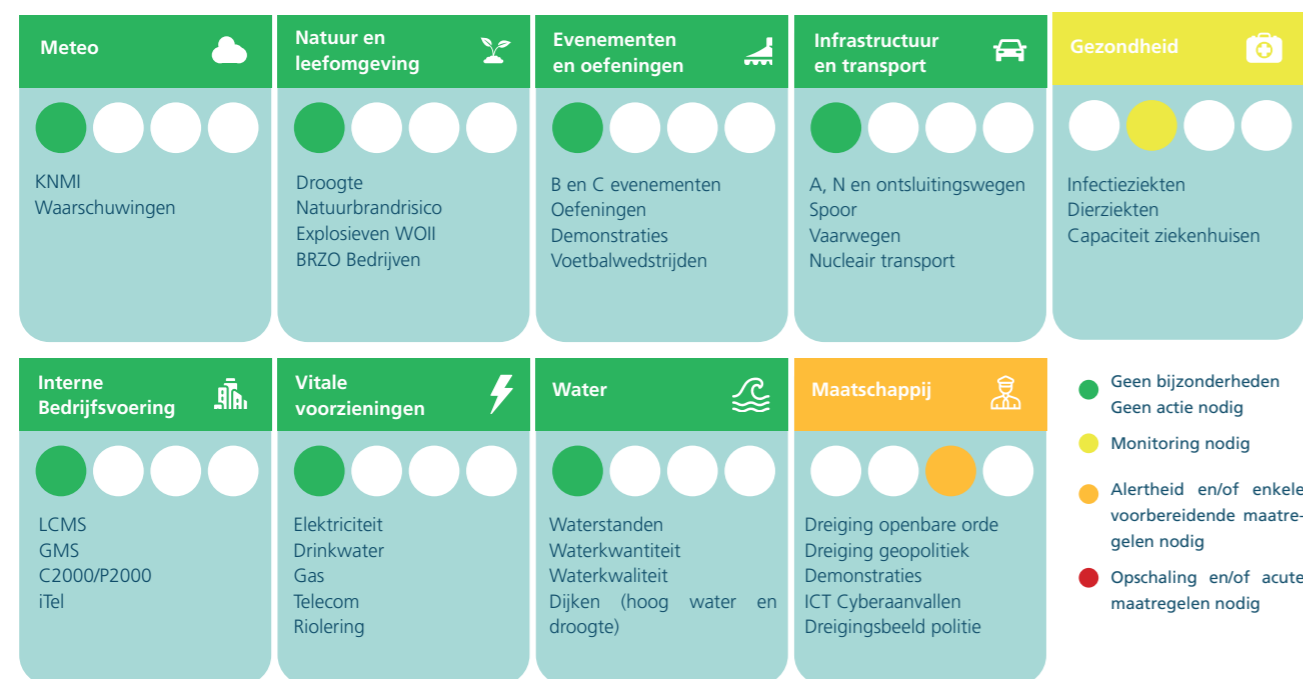 Meteo
KNMI
Waarschuwingen
Natuur en
leefomgeving
Droogte
Natuurbrandrisico
Explosieven WOII
BRZO Bedrijven
Evenementen
en oefeningen
B en C evenementen
Oefeningen
Demonstraties
Voetbalwedstrijden
Infrastructuur
en transport
A, N en ontsluitingswegen
Spoor
Vaarwegen
Nucleair transport
Gezondheid
Infectieziekten
Dierziekten
Capaciteit ziekenhuisen
Interne
Bedrijfsvoering
LCMS
GMS
C2000/P2000
iTel
Vitale
voorzieningen
Elektriciteit
Drinkwater
Gas
Telecom
Riolering
Water
Waterstanden
Waterkwantiteit
Waterkwaliteit
Dijken (hoog water en
droogte)
Maatschappij
Dreiging openbare orde
Dreiging geopolitiek
Demonstraties
ICT Cyberaanvallen
Dreigingsbeeld politie
Geen bijzonderheden
Geen actie nodig
Monitoring nodig
Alertheid en/of enkele
voorbereidende maatre-
gelen nodig
Opschaling en/of acute
maatregelen nodig